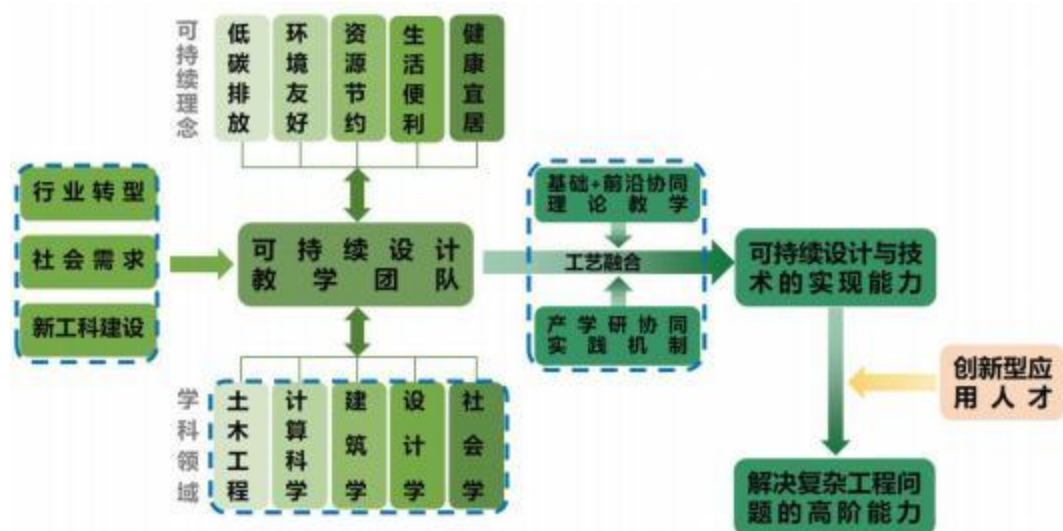 可持续理念
低碳排放
环境友好
资源节约
生活便利
健康宜居
行业转型
社会需求
新工科建设
可持续设计
教学团队
基础+前沿协同
理论教学
工艺融合
产学研协同
实践机制
可持续设计与技
术的实现能力
创新型应
用人才
解决复杂工程问
题的高阶能力
学科领域
土木工程
计算科学
建筑学
设计学
社会学